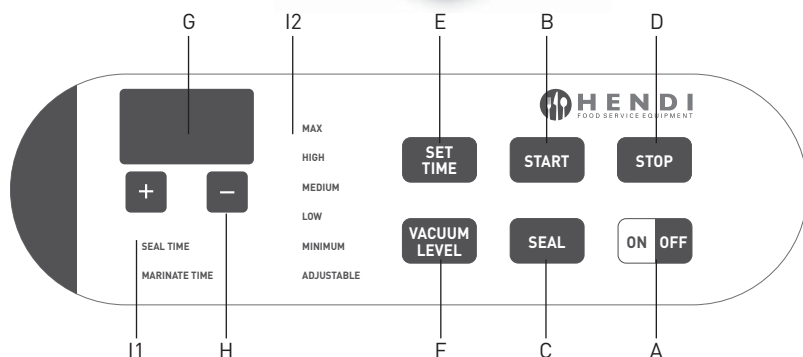 G I2 E B D
HENDI
FOOD SERVICE EQUIPMENT
MAX
HIGH
MEDIUM
LOW
MINIMUM
ADJUSTABLE
SET
TIME
START
STOP
+ −
VACUUM
LEVEL
SEAL
ON OFF
SEAL TIME
MARINATE TIME
I1 H F C A